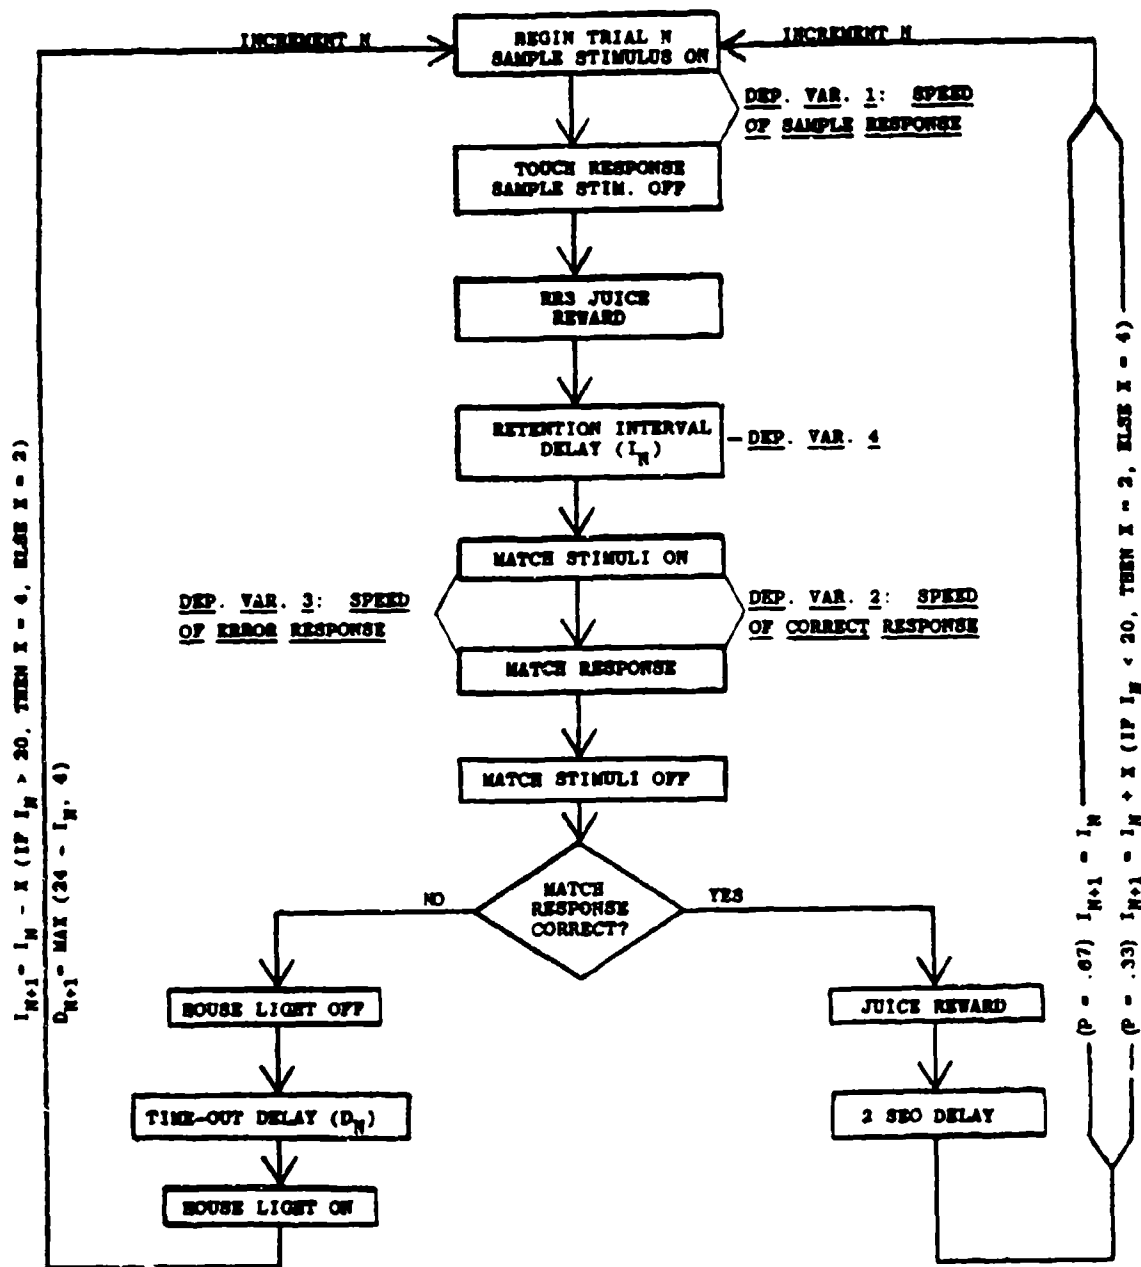 INCREMENT N
BEGIN TRIAL N
SAMPLE STIMULUS ON
INCREMENT N
DEP. VAR. 1: SPEED
OF SAMPLE RESPONSE
TOUCH RESPONSE
SAMPLE STIM. OFF
RR3 JUICE
REWARD
RETENTION INTERVAL
DELAY (I_N)
DEP. VAR. 4
MATCH STIMULI ON
DEP. VAR. 3: SPEED
OF ERROR RESPONSE
DEP. VAR. 2: SPEED
OF CORRECT RESPONSE
MATCH RESPONSE
MATCH STIMULI OFF
MATCH
RESPONSE
CORRECT?
NO
YES
HOUSE LIGHT OFF
JUICE REWARD
TIME-OUT DELAY (D_N)
2 SEC DELAY
HOUSE LIGHT ON
I_N+1 = I_N - X (IF I_N > 20, THEN X = 4, ELSE X = 2)
D_N+1 = MAX (24 - I_N, 4)
(P = .67) I_N+1 = I_N
(P = .33) I_N+1 = I_N + X (IF I_N < 20, THEN X = 2, ELSE X = 4)